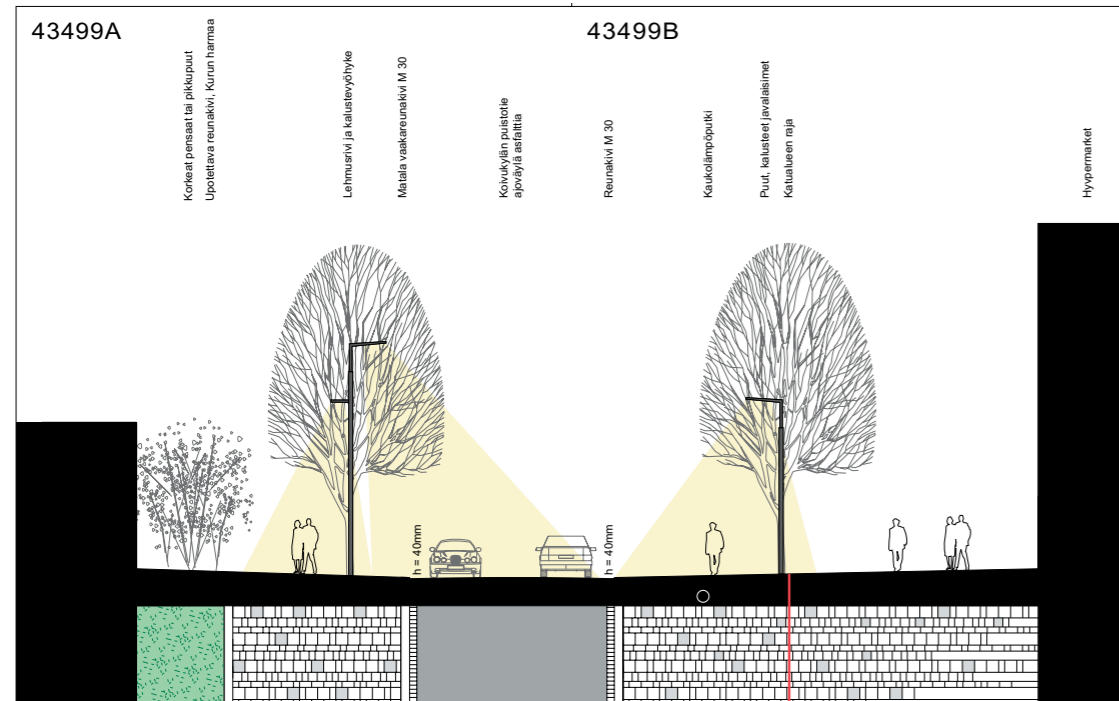 43499A
43499B
Korkeat pensaat tai pikkupuut
Upotettava reunakivi, Kurun harmaa
Lehmusrivi ja kalustevyöhyke
Matala vaakareunakivi M 30
Koivukylän puistotie
ajoväylä asfalttia
Reunakivi M 30
Kaukolämpöputki
Puut, kalusteet javalaisimet
Katualueen raja
Hyvpermarket
h = 40mm
h = 40mm